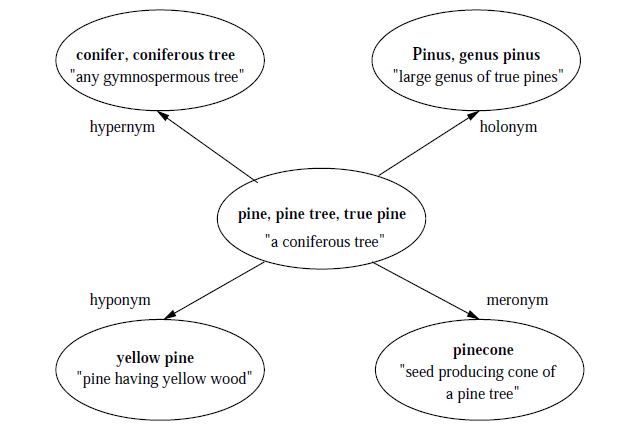 conifer, coniferous tree
"any gymnospermous tree"
Pinus, genus pinus
"large genus of true pines"
hypernym
holonym
pine, pine tree, true pine
"a coniferous tree"
hyponym
meronym
yellow pine
"pine having yellow wood"
pinecone
"seed producing cone of
a pine tree"